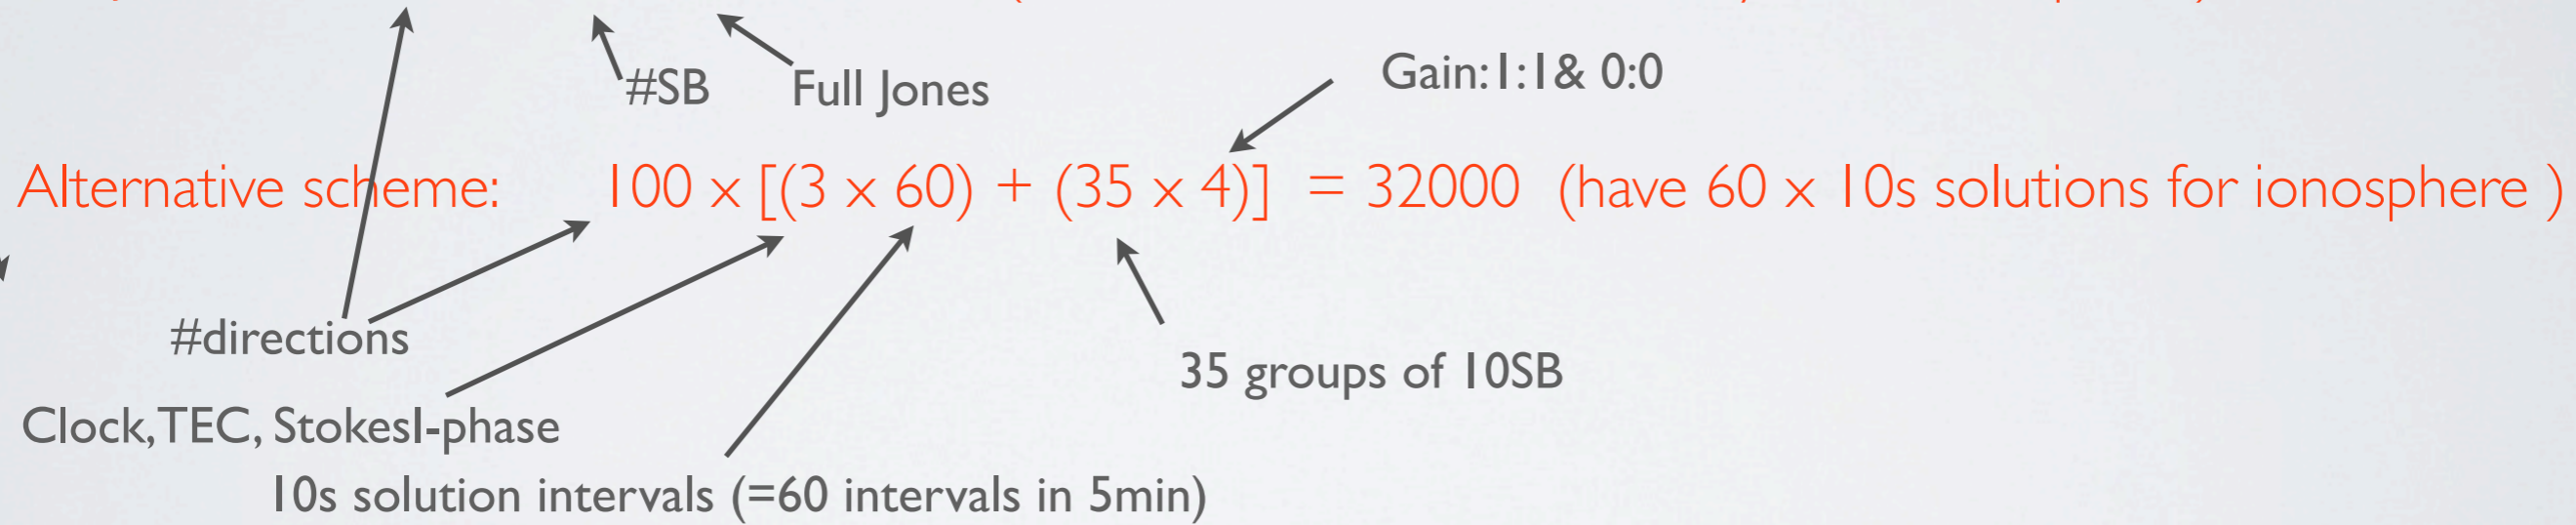 #SB
Full Jones
Gain:1:1& 0:0
Alternative scheme: 100 x [(3 x 60) + (35 x 4)] = 32000 (have 60 x 10s solutions for ionosphere )
#directions
35 groups of 10SB
Clock,TEC, StokesI-phase
10s solution intervals (=60 intervals in 5min)